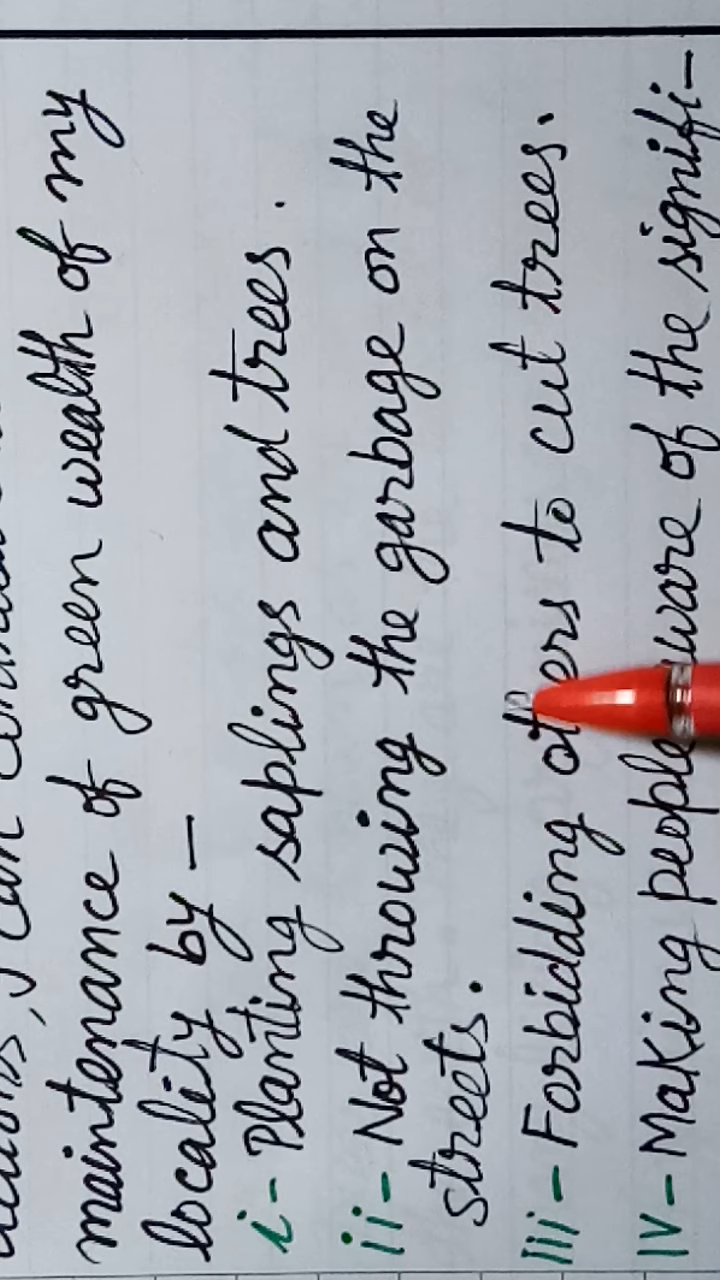 maintenance of green wealth of my
locality by -
i- Planting saplings and trees.
ii- Not throwing the garbage on the
streets.
iii- Forbidding others to cut trees.
iv- Making people aware of the signifi-